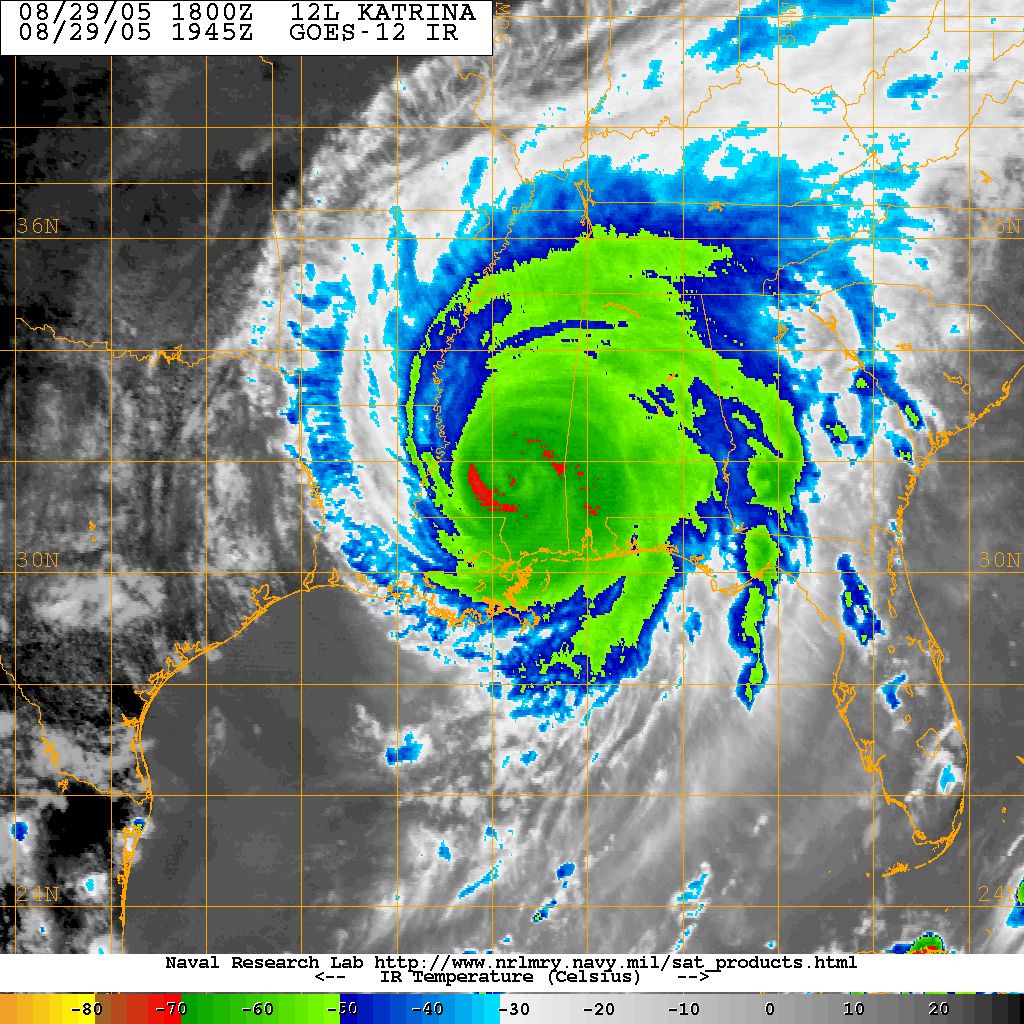 08/29/05 1800Z 12L KATRINA
08/29/05 1945Z GOES-12 IR
36N 36N
30N 30N
24N 24N
Naval Research Lab http://www.nrlmry.navy.mil/sat_products.html
<-- IR Temperature (Celsius) -->
-80 -70 -60 -50 -40 -30 -20 -10 0 10 20